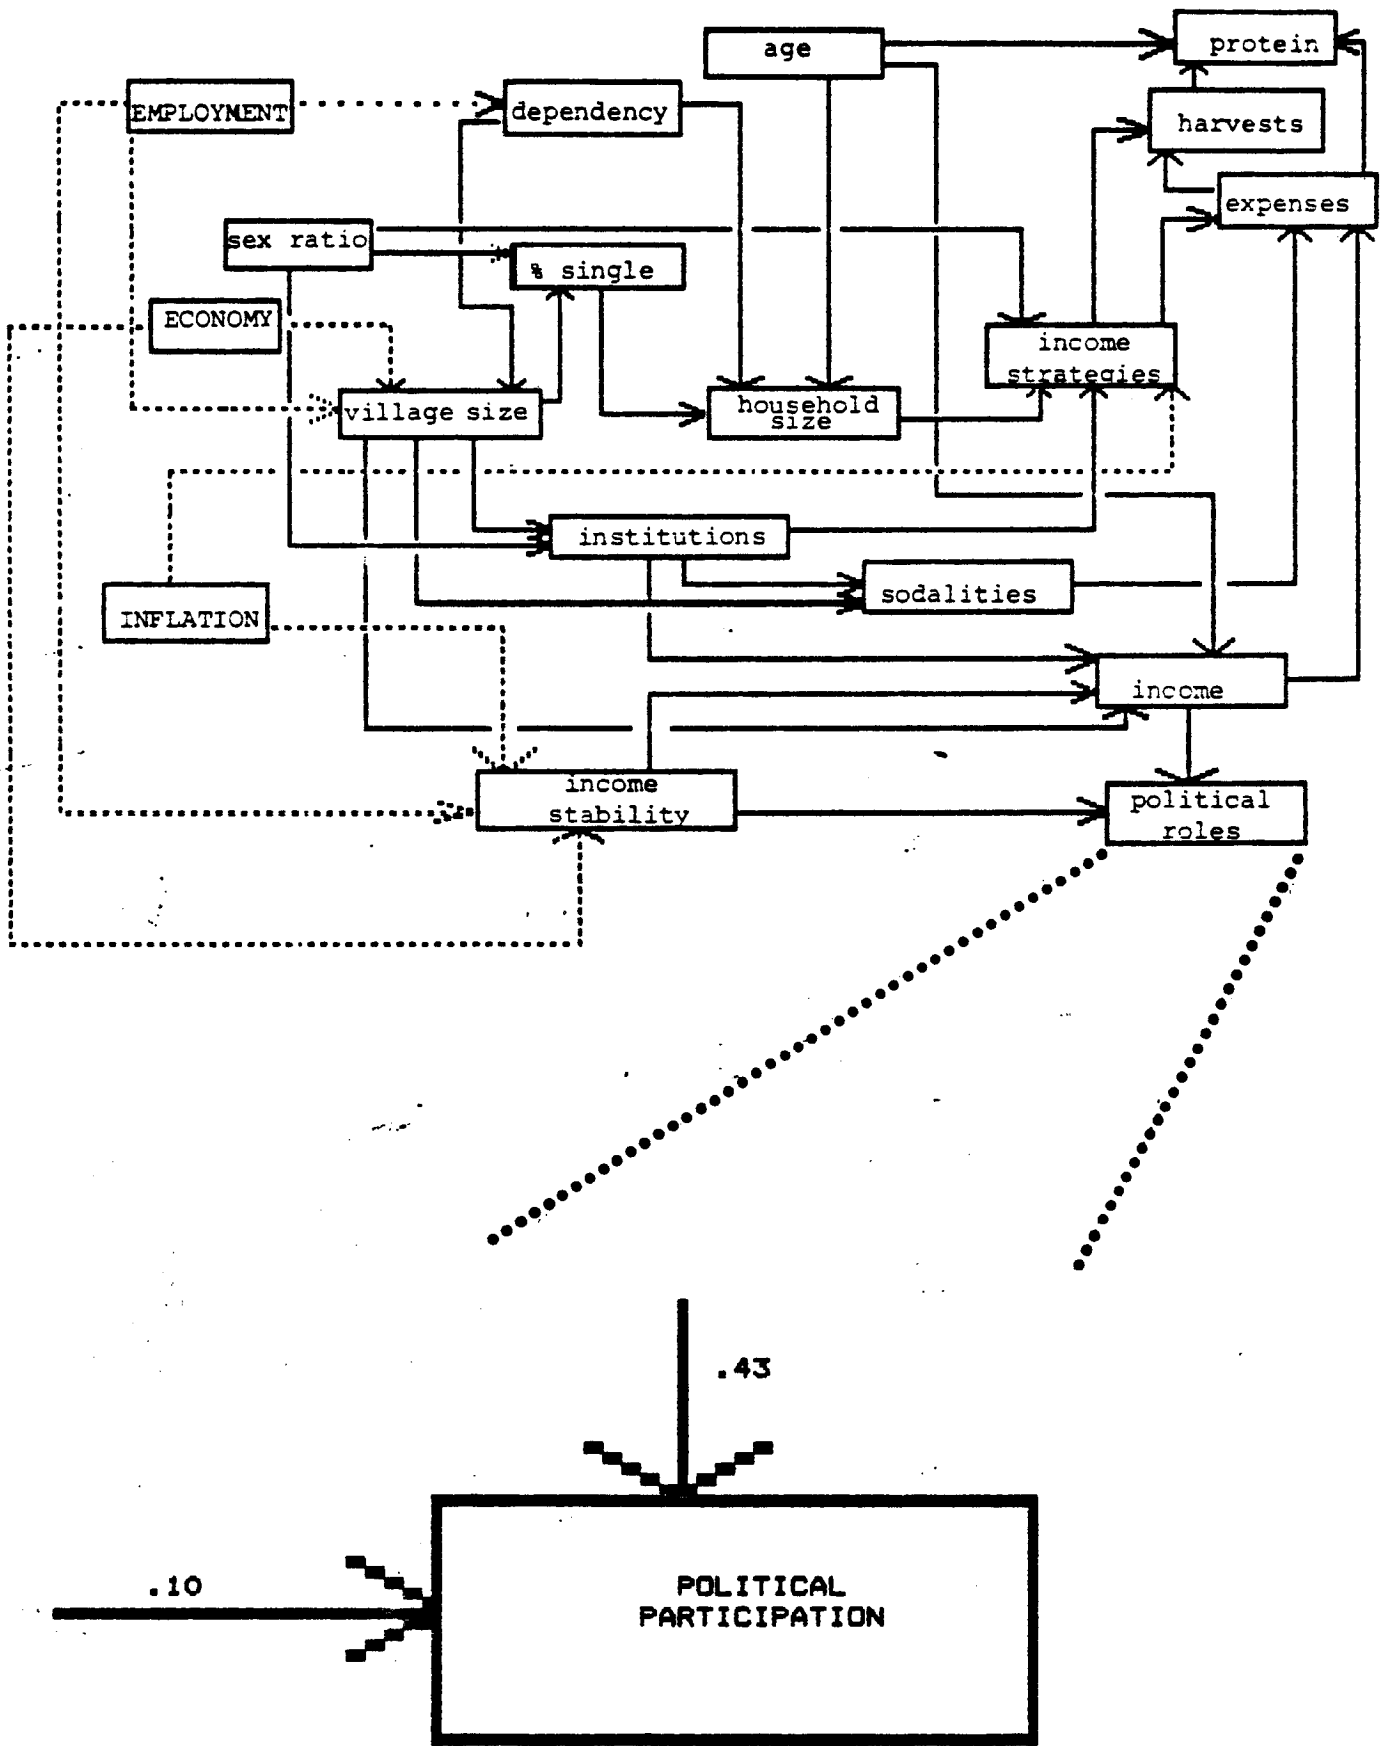 age
protein
EMPLOYMENT
dependency
harvests
expenses
sex ratio
% single
ECONOMY
income
strategies
village size
household
size
institutions
sodalities
INFLATION
income
income
stability
political
roles
.43
.10
POLITICAL
PARTICIPATION